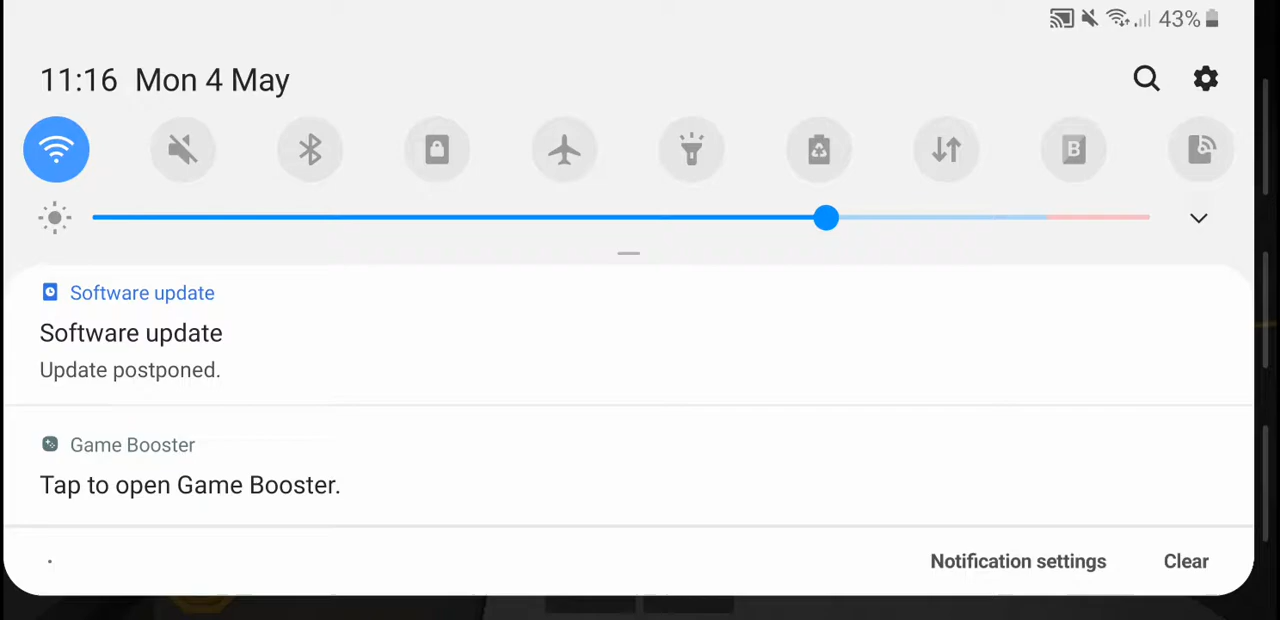 43%
11:16 Mon 4 May
B
Software update
Software update
Update postponed.
Game Booster
Tap to open Game Booster.
Notification settings Clear